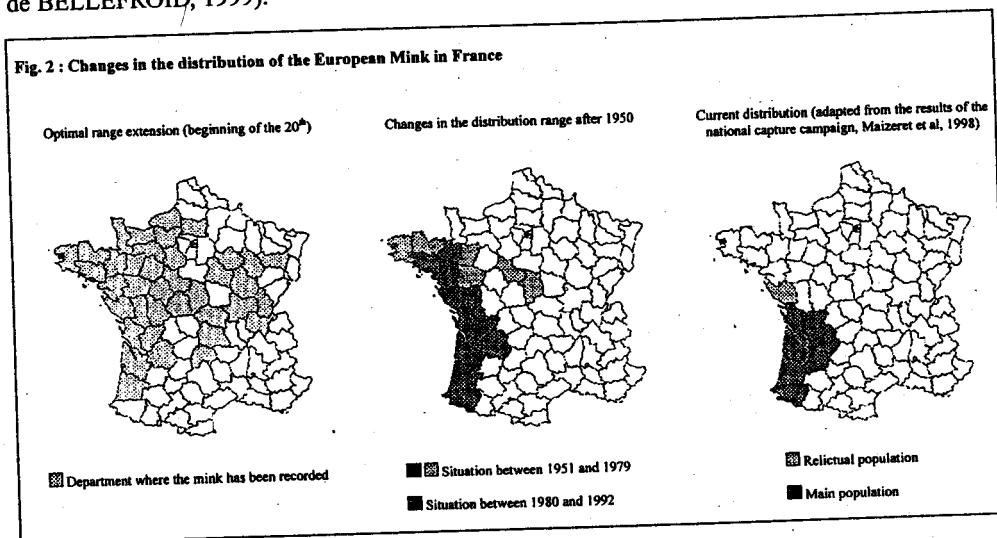 de BELLEFROID, 1999).
Fig. 2 : Changes in the distribution of the European Mink in France
Optimal range extension (beginning of the 20th)
Changes in the distribution range after 1950
Current distribution (adapted from the results of the
national capture campaign, Maizeret et al, 1998)
Department where the mink has been recorded
Situation between 1951 and 1979
Situation between 1980 and 1992
Relictual population
Main population